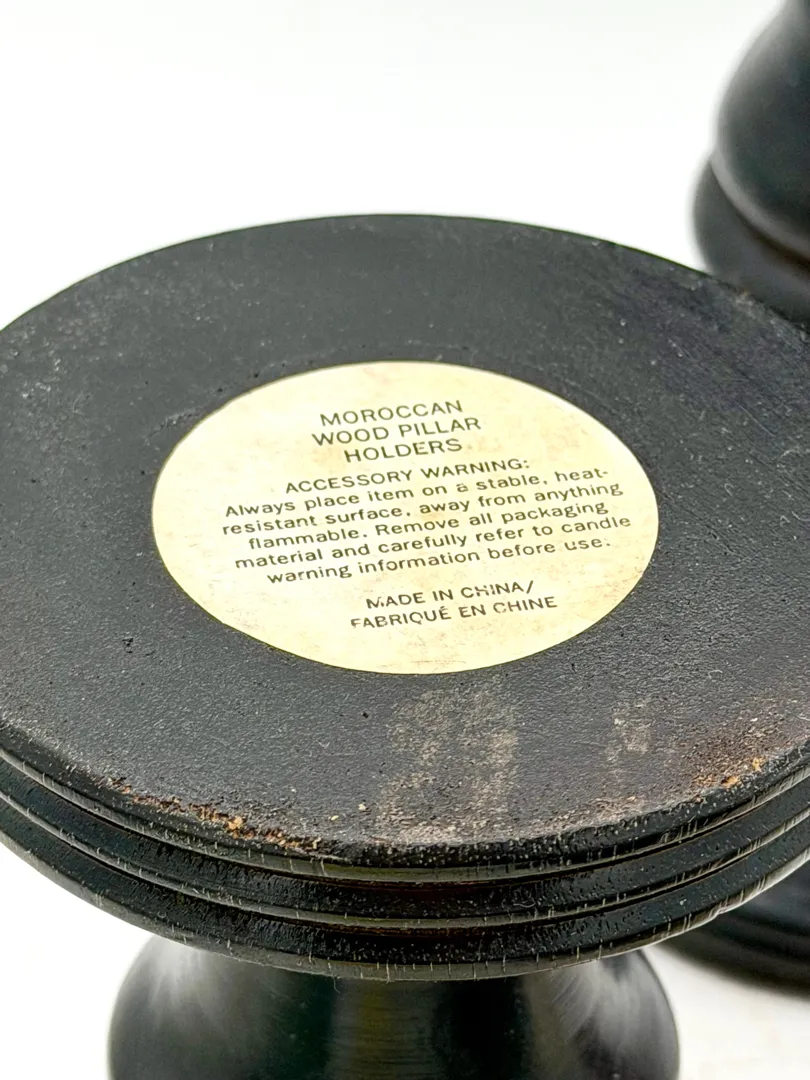 MOROCCAN
WOOD PILLAR
HOLDERS
ACCESSORY WARNING:
Always place item on a stable, heat-
resistant surface, away from anything
flammable. Remove all packaging
material and carefully refer to candle
warning information before use.
MADE IN CHINA/
FABRIQUÉ EN CHINE